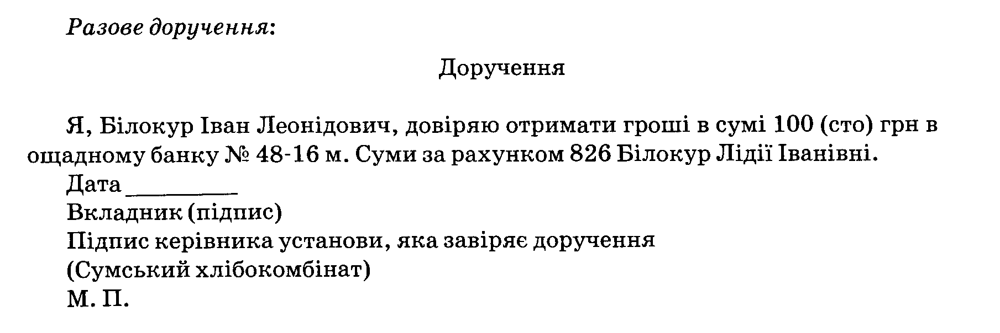 Разове доручення:
Доручення
Я, Білокур Іван Леонідович, довіряю отримати гроші в сумі 100 (сто) грн в
ощадному банку № 48-16 м. Суми за рахунком 826 Білокур Лідії Іванівні.
Дата ________
Вкладник (підпис)
Підпис керівника установи, яка завіряє доручення
(Сумський хлібокомбінат)
М. П.